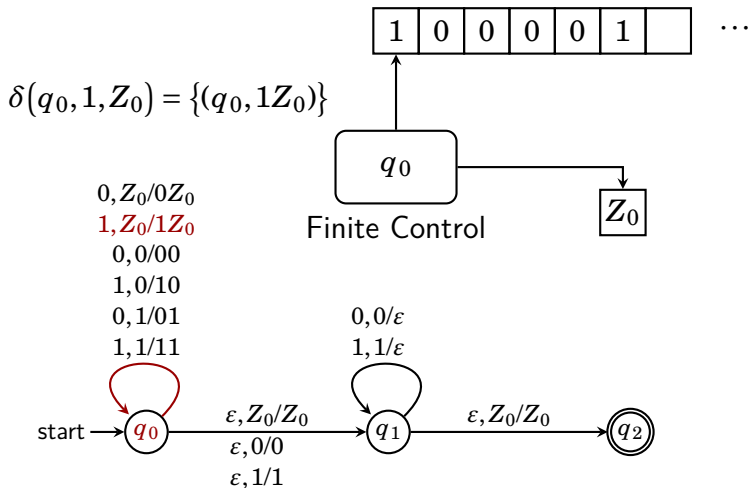 1 0 0 0 0 1 ⋯
δ(q₀, 1, Z₀) = {(q₀, 1Z₀)}
q₀
Z₀
Finite Control
0, Z₀/0Z₀
1, Z₀/1Z₀
0, 0/00
1, 0/10
0, 1/01
1, 1/11
0, 0/ε
1, 1/ε
start
q₀
ε, Z₀/Z₀
ε, 0/0
ε, 1/1
q₁
ε, Z₀/Z₀
q₂